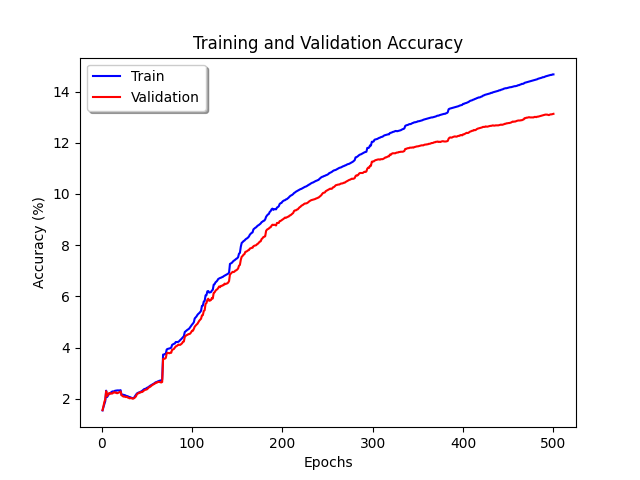 Training and Validation Accuracy
Train
Validation
14
12
10
8
6
4
2
Accuracy (%)
0
100
200
300
400
500
Epochs